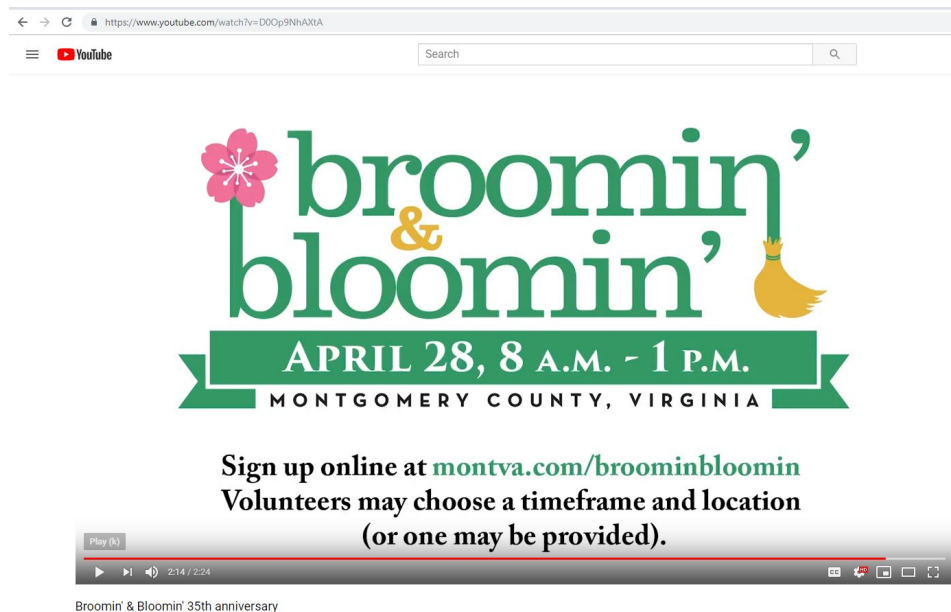 https://www.youtube.com/watch?v=D0Op9NhAXtA
YouTube
Search
broomin'
&
bloomin'
APRIL 28, 8 A.M. - 1 P.M.
MONTGOMERY COUNTY, VIRGINIA
Sign up online at montva.com/broominbloomin
Volunteers may choose a timeframe and location
(or one may be provided).
Play (k)
2:14 / 2:24
CC HD
Broomin' & Bloomin' 35th anniversary